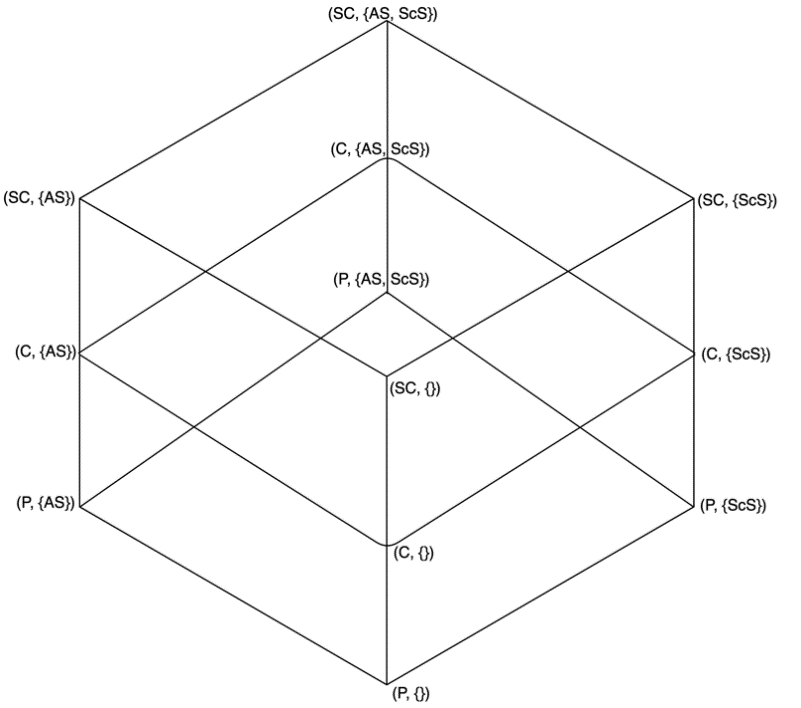 (SC, {AS, ScS})
(C, {AS, ScS})
(SC, {AS})
(SC, {ScS})
(P, {AS, ScS})
(C, {AS})
(C, {ScS})
(SC, {})
(P, {AS})
(P, {ScS})
(C, {})
(P, {})